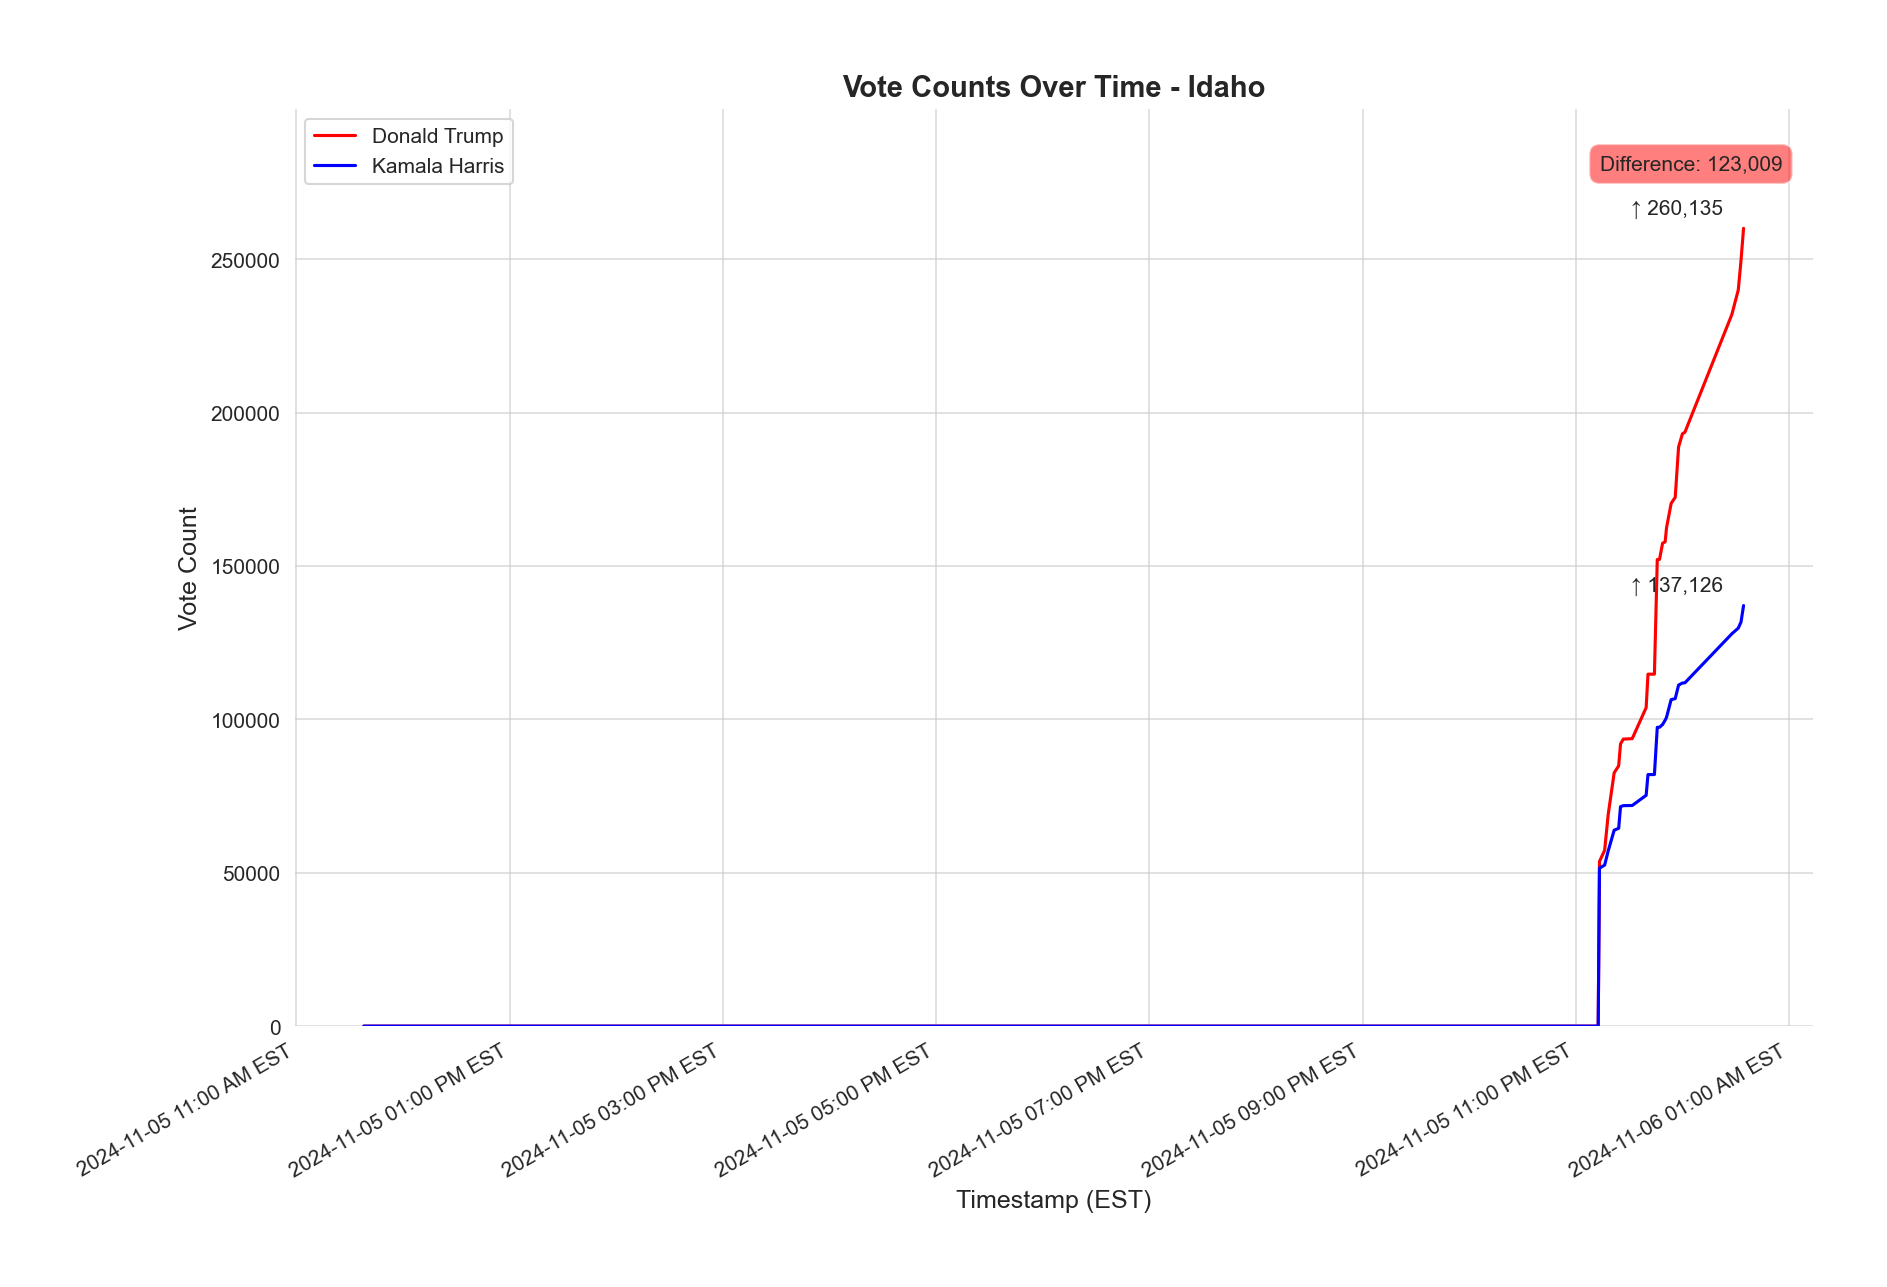 Vote Counts Over Time - Idaho
Donald Trump
Kamala Harris
Difference: 123,009
↑ 260,135
↑ 137,126
Vote Count
250000
200000
150000
100000
50000
0
2024-11-05 11:00 AM EST
2024-11-05 01:00 PM EST
2024-11-05 03:00 PM EST
2024-11-05 05:00 PM EST
2024-11-05 07:00 PM EST
2024-11-05 09:00 PM EST
2024-11-05 11:00 PM EST
2024-11-06 01:00 AM EST
Timestamp (EST)